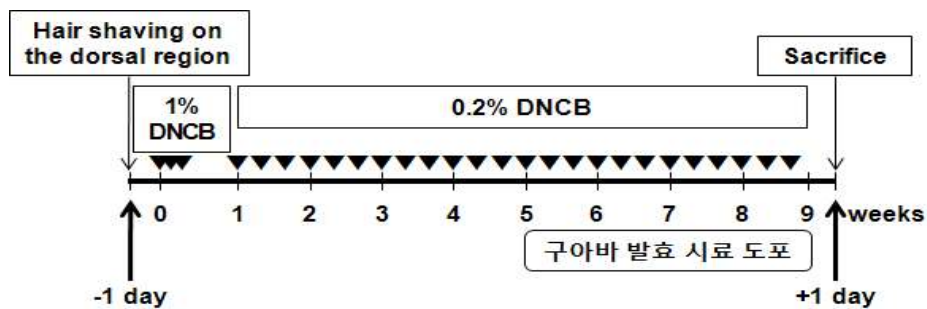 Hair shaving on
the dorsal region
Sacrifice
1%
DNCB
0.2% DNCB
0 1 2 3 4 5 6 7 8 9 weeks
구아바 발효 시료 도포
-1 day
+1 day